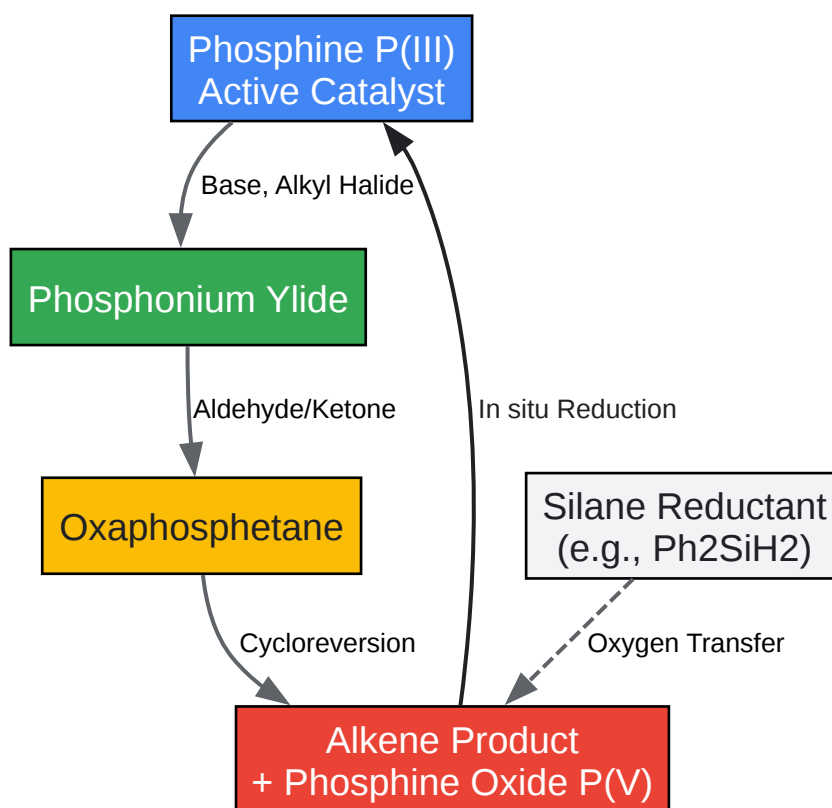 Phosphine P(III)
Active Catalyst
Base, Alkyl Halide
Phosphonium Ylide
Aldehyde/Ketone
In situ Reduction
Oxaphosphetane
Silane Reductant
(e.g., Ph2SiH2)
Cycloreversion
Oxygen Transfer
Alkene Product
+ Phosphine Oxide P(V)